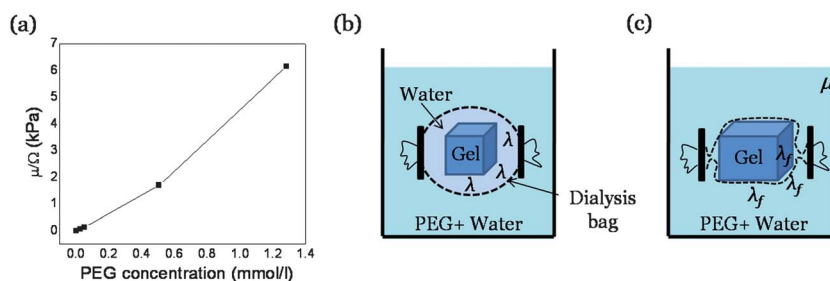 (a)
7
6
5
4
3
2
1
0
μ/Ω (kPa)
0.0 0.2 0.4 0.6 0.8 1.0 1.2 1.4
PEG concentration (mmol/l)
(b)
Water
Gel
λ
λ
λ
Dialysis
bag
PEG+ Water
(c)
μ
Gel
λf
λf
λf
PEG+ Water